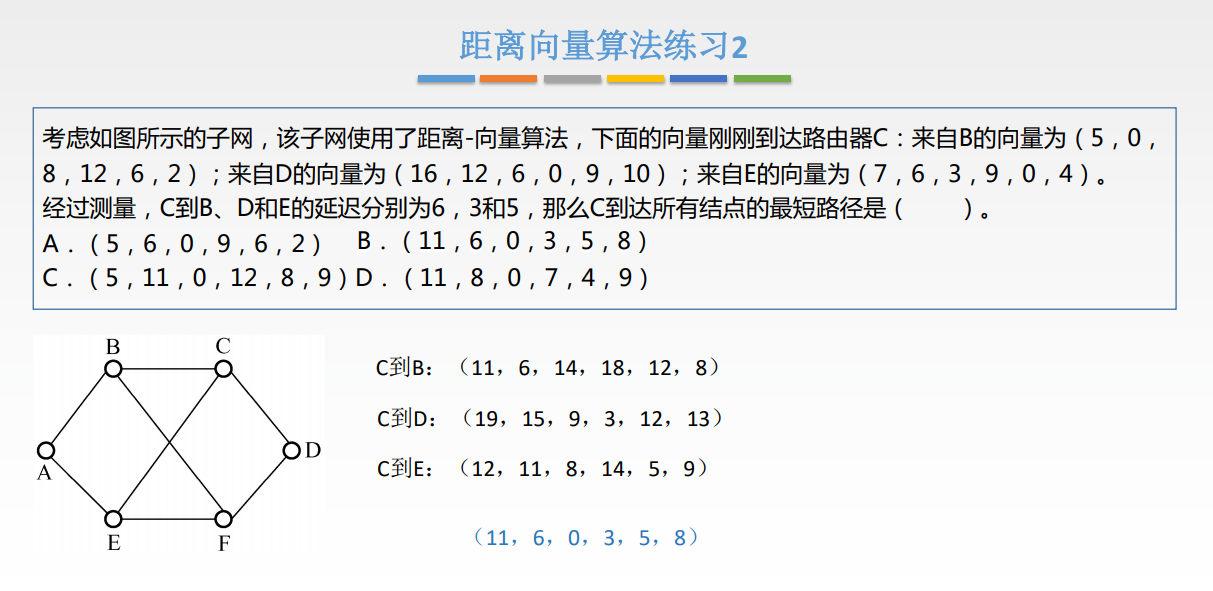 距离向量算法练习2
考虑如图所示的子网，该子网使用了距离-向量算法，下面的向量刚刚到达路由器C：来自B的向量为（5，0，
8，12，6，2）；来自D的向量为（16，12，6，0，9，10）；来自E的向量为（7，6，3，9，0，4）。
经过测量，C到B、D和E的延迟分别为6，3和5，那么C到达所有结点的最短路径是（　　）。
A．（5，6，0，9，6，2） B．（11，6，0，3，5，8）
C．（5，11，0，12，8，9）D．（11，8，0，7，4，9）
B C
C到B：（11，6，14，18，12，8）
C到D：（19，15，9，3，12，13）
D
A
C到E：（12，11，8，14，5，9）
E F
（11，6，0，3，5，8）